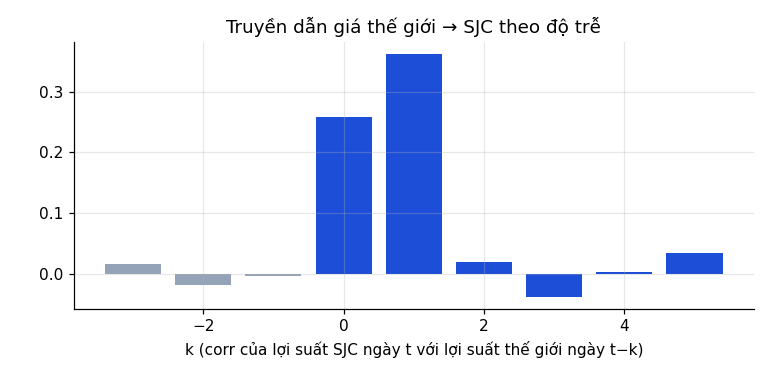 Truyền dẫn giá thế giới → SJC theo độ trễ
0.3
0.2
0.1
0.0
−2 0 2 4
k (corr của lợi suất SJC ngày t với lợi suất thế giới ngày t−k)